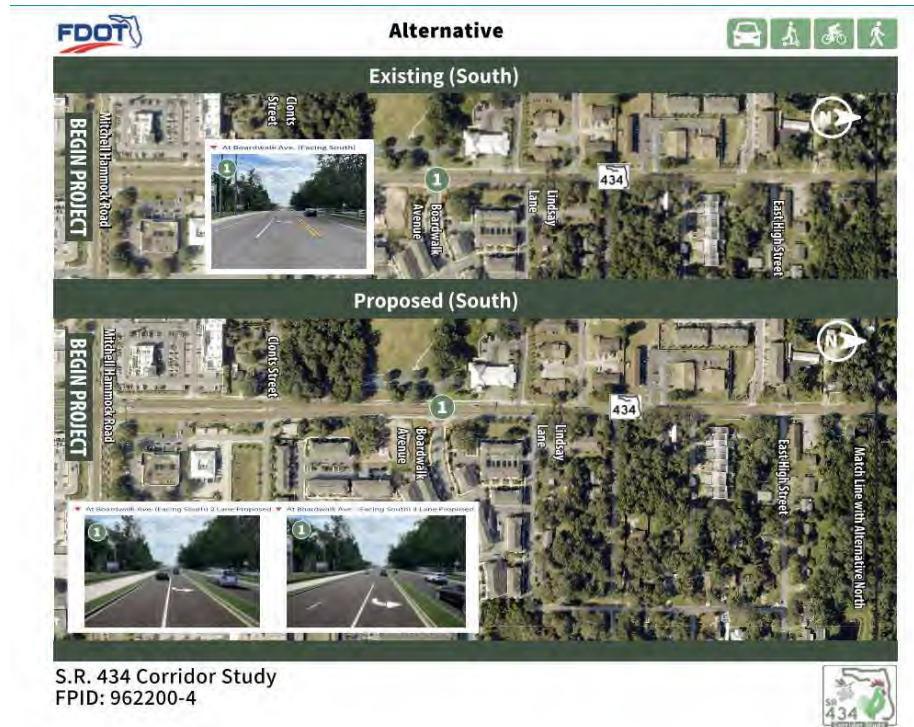 FDOT
Alternative
Existing (South)
BEGIN PROJECT
Mitchell Hammock Road
Clonts
Street
At Boardwalk Ave. (Facing South)
1
1
Boardwalk
Avenue
Lindsay
Lane
434
East High Street
N
Proposed (South)
BEGIN PROJECT
Mitchell Hammock Road
Clonts Street
1
Boardwalk
Avenue
Lindsay
Lane
434
East High Street
N
Match Line with Alternative North
At Boardwalk Ave. (Facing South) 2 Lane Proposed
1
At Boardwalk Ave. (Facing South) 3 Lane Proposed
1
S.R. 434 Corridor Study
FPID: 962200-4
SR
434
Corridor Study